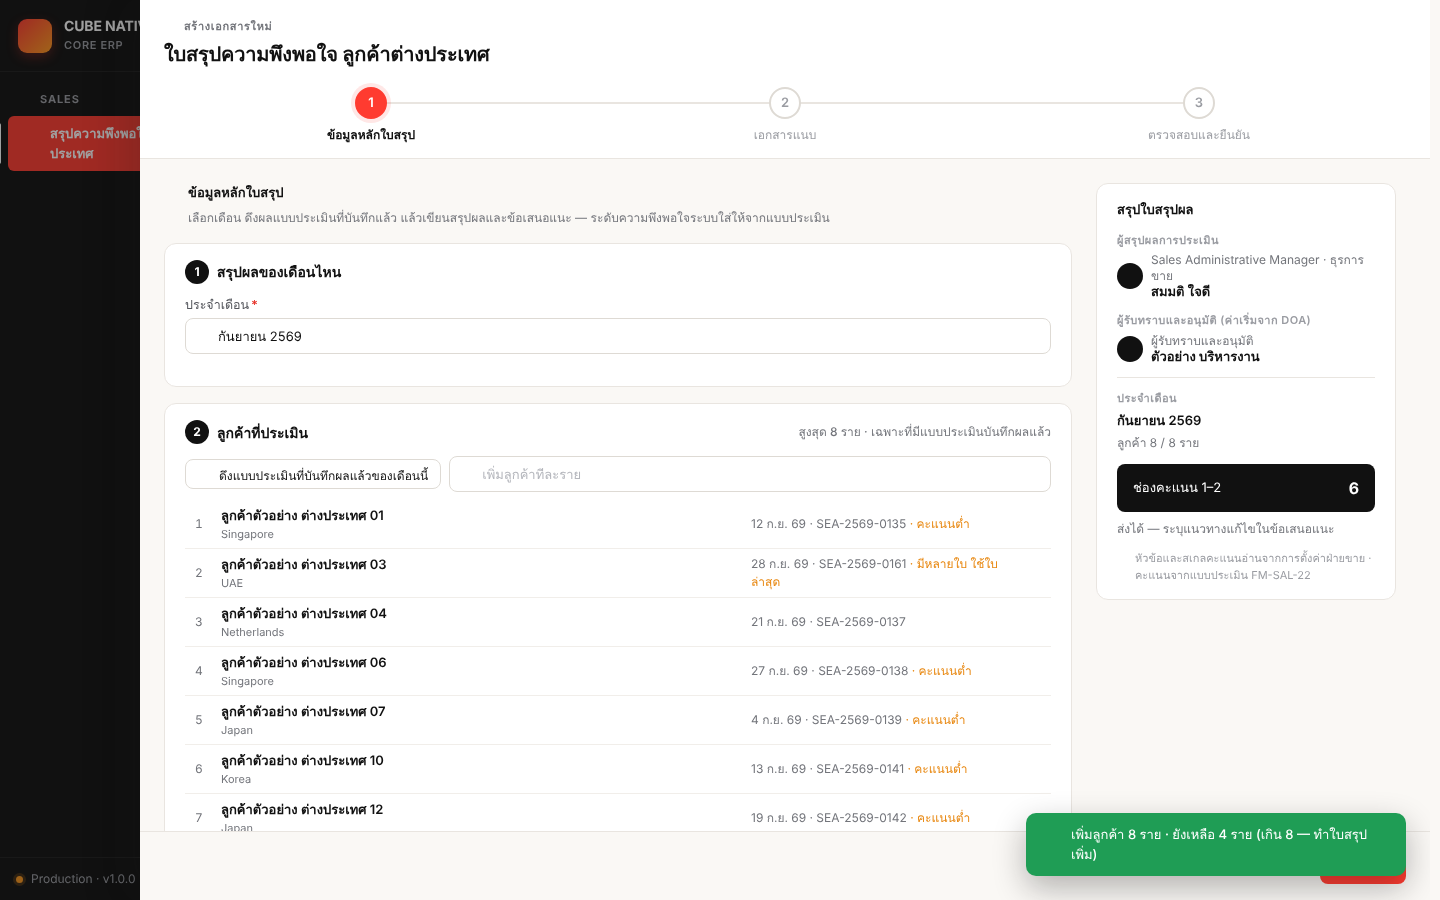 CUBE NATIV
CORE ERP
SALES
สรุปความพึงพอใ
ประเทศ
Production · v1.0.0
สร้างเอกสารใหม่
ใบสรุปความพึงพอใจ ลูกค้าต่างประเทศ
1
2
3
ข้อมูลหลักใบสรุป
เอกสารแนบ
ตรวจสอบและยืนยัน
ข้อมูลหลักใบสรุป
เลือกเดือน ดึงผลแบบประเมินที่บันทึกแล้ว แล้วเขียนสรุปผลและข้อเสนอแนะ — ระดับความพึงพอใจระบบใส่ให้จากแบบประเมิน
1 สรุปผลของเดือนไหน
ประจำเดือน *
กันยายน 2569
2 ลูกค้าที่ประเมิน
สูงสุด 8 ราย · เฉพาะที่มีแบบประเมินบันทึกผลแล้ว
ดึงแบบประเมินที่บันทึกผลแล้วของเดือนนี้
เพิ่มลูกค้าทีละราย
1 ลูกค้าตัวอย่าง ต่างประเทศ 01
Singapore
12 ก.ย. 69 · SEA-2569-0135 · คะแนนต่ำ
2 ลูกค้าตัวอย่าง ต่างประเทศ 03
UAE
28 ก.ย. 69 · SEA-2569-0161 · มีหลายใบ ใช้ใบ
ล่าสุด
3 ลูกค้าตัวอย่าง ต่างประเทศ 04
Netherlands
21 ก.ย. 69 · SEA-2569-0137
4 ลูกค้าตัวอย่าง ต่างประเทศ 06
Singapore
27 ก.ย. 69 · SEA-2569-0138 · คะแนนต่ำ
5 ลูกค้าตัวอย่าง ต่างประเทศ 07
Japan
4 ก.ย. 69 · SEA-2569-0139 · คะแนนต่ำ
6 ลูกค้าตัวอย่าง ต่างประเทศ 10
Korea
13 ก.ย. 69 · SEA-2569-0141 · คะแนนต่ำ
7 ลูกค้าตัวอย่าง ต่างประเทศ 12
Japan
19 ก.ย. 69 · SEA-2569-0142 · คะแนนต่ำ
สรุปใบสรุปผล
ผู้สรุปผลการประเมิน
Sales Administrative Manager · ธุรการ
ขาย
สมมติ ใจดี
ผู้รับทราบและอนุมัติ (ค่าเริ่มจาก DOA)
ผู้รับทราบและอนุมัติ
ตัวอย่าง บริหารงาน
ประจำเดือน
กันยายน 2569
ลูกค้า 8 / 8 ราย
ช่องคะแนน 1–2 6
ส่งได้ — ระบุแนวทางแก้ไขในข้อเสนอแนะ
หัวข้อและสเกลคะแนนอ่านจากการตั้งค่าฝ่ายขาย ·
คะแนนจากแบบประเมิน FM-SAL-22
เพิ่มลูกค้า 8 ราย · ยังเหลือ 4 ราย (เกิน 8 — ทำใบสรุป
เพิ่ม)